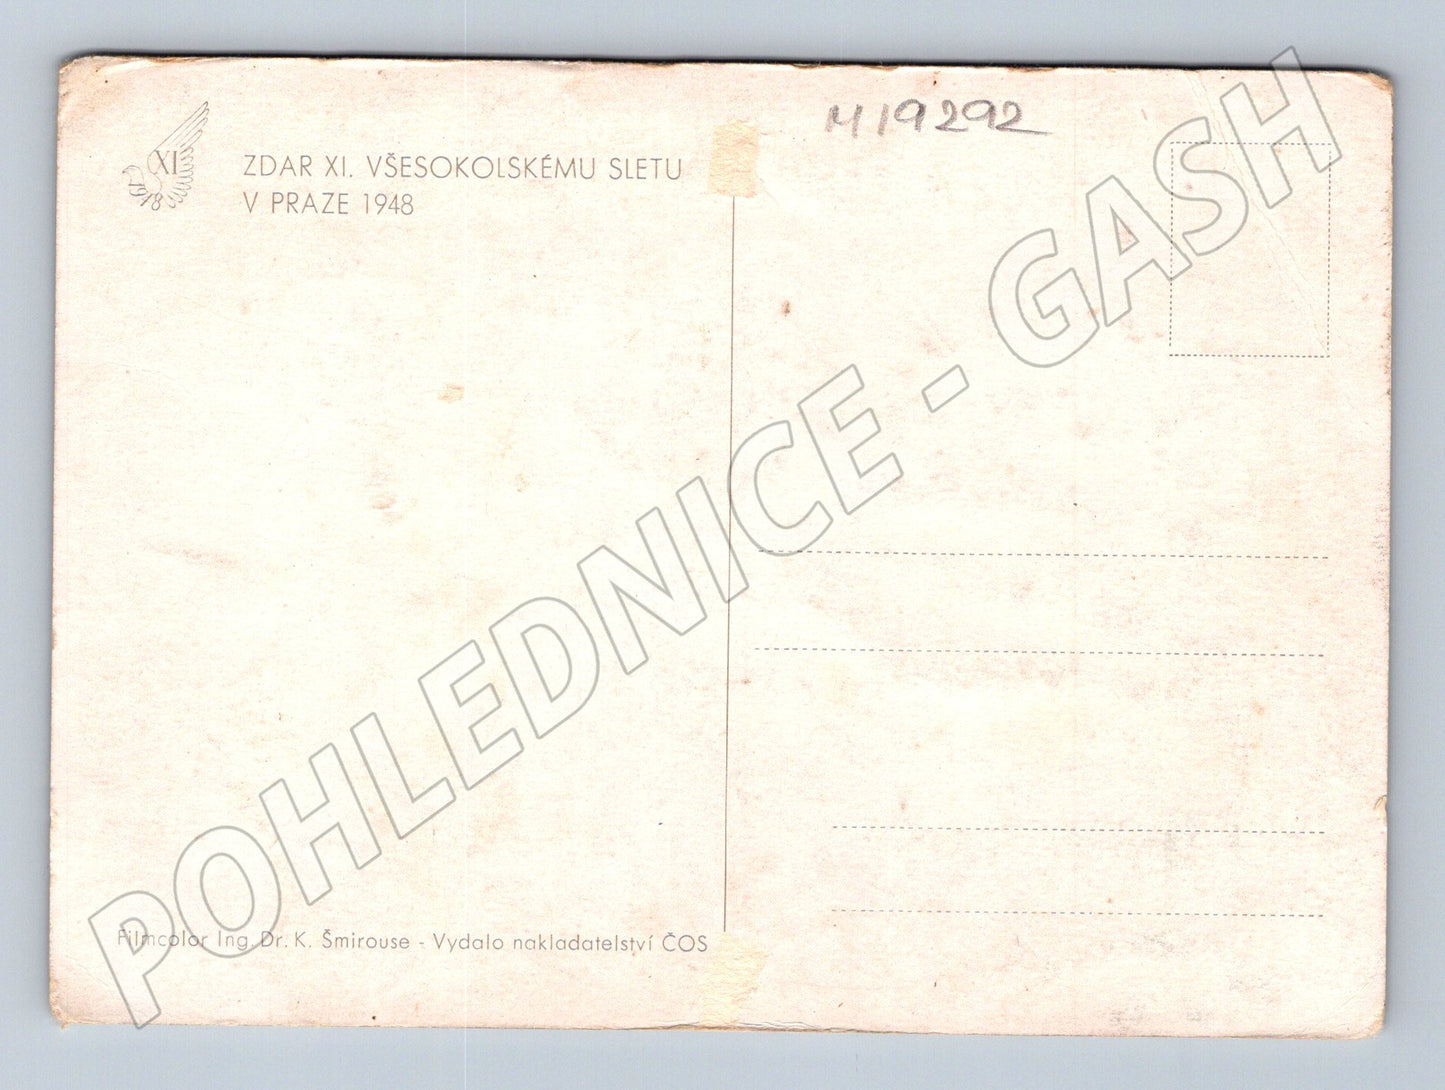 XI
1948
ZDAR XI. VŠESOKOLSKÉMU SLETU
V PRAZE 1948
M19292
POHLEDNICE - GASH
Filmcolor Ing. Dr. K. Šmirouse - Vydalo nakladatelství ČOS